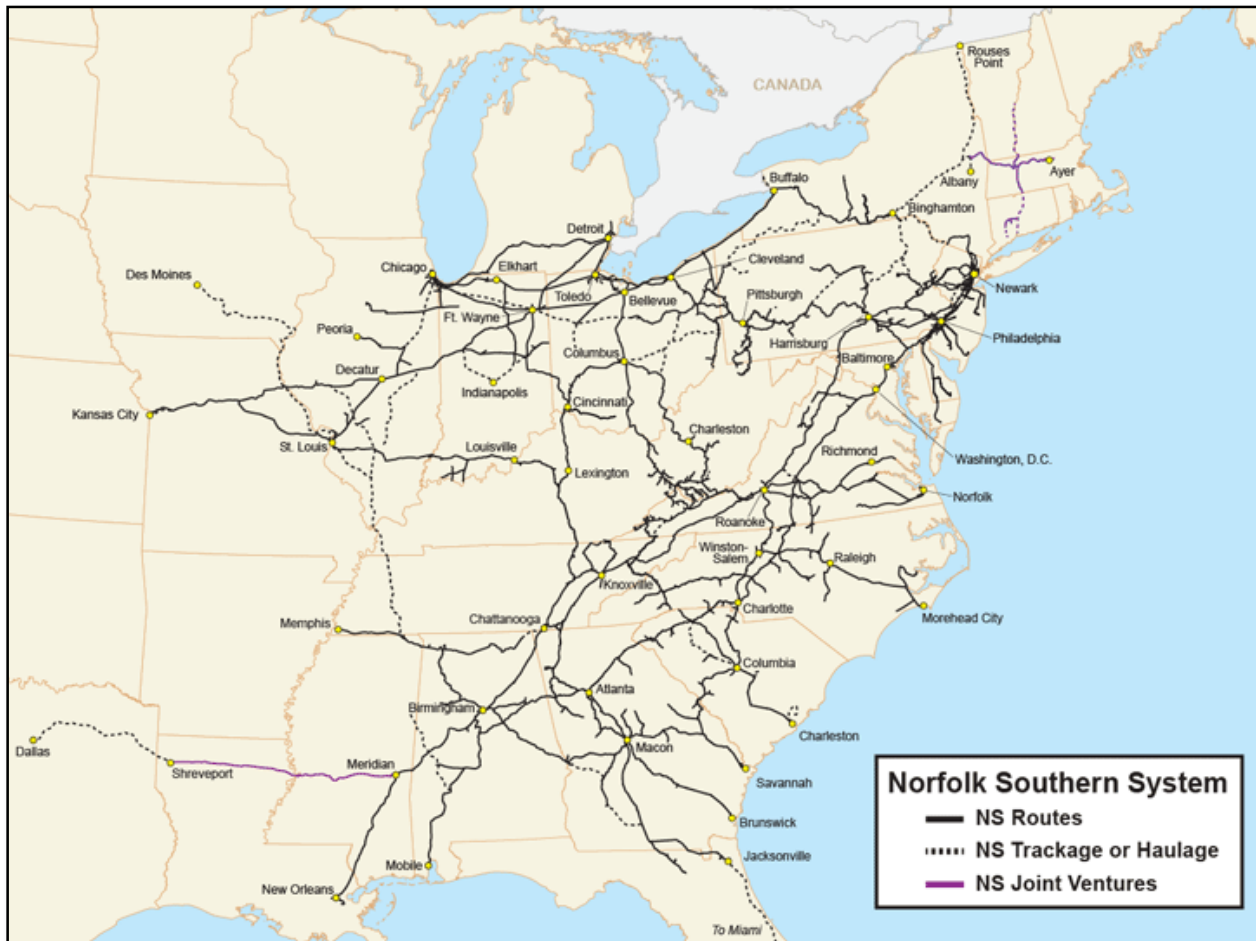 Rouses
Point
CANADA
Buffalo
Albany
Ayer
Binghamton
Detroit
Chicago
Elkhart
Cleveland
Des Moines
Toledo
Bellevue
Newark
Ft. Wayne
Pittsburgh
Peoria
Harrisburg
Philadelphia
Columbus
Baltimore
Decatur
Indianapolis
Kansas City
Cincinnati
Charleston
St. Louis
Louisville
Richmond
Washington, D.C.
Lexington
Norfolk
Roanoke
Winston-
Salem
Raleigh
Knoxville
Charlotte
Morehead City
Memphis
Chattanooga
Columbia
Atlanta
Birmingham
Charleston
Dallas
Macon
Shreveport
Meridian
Savannah
Brunswick
Mobile
Jacksonville
New Orleans
To Miami
Norfolk Southern System
NS Routes
NS Trackage or Haulage
NS Joint Ventures